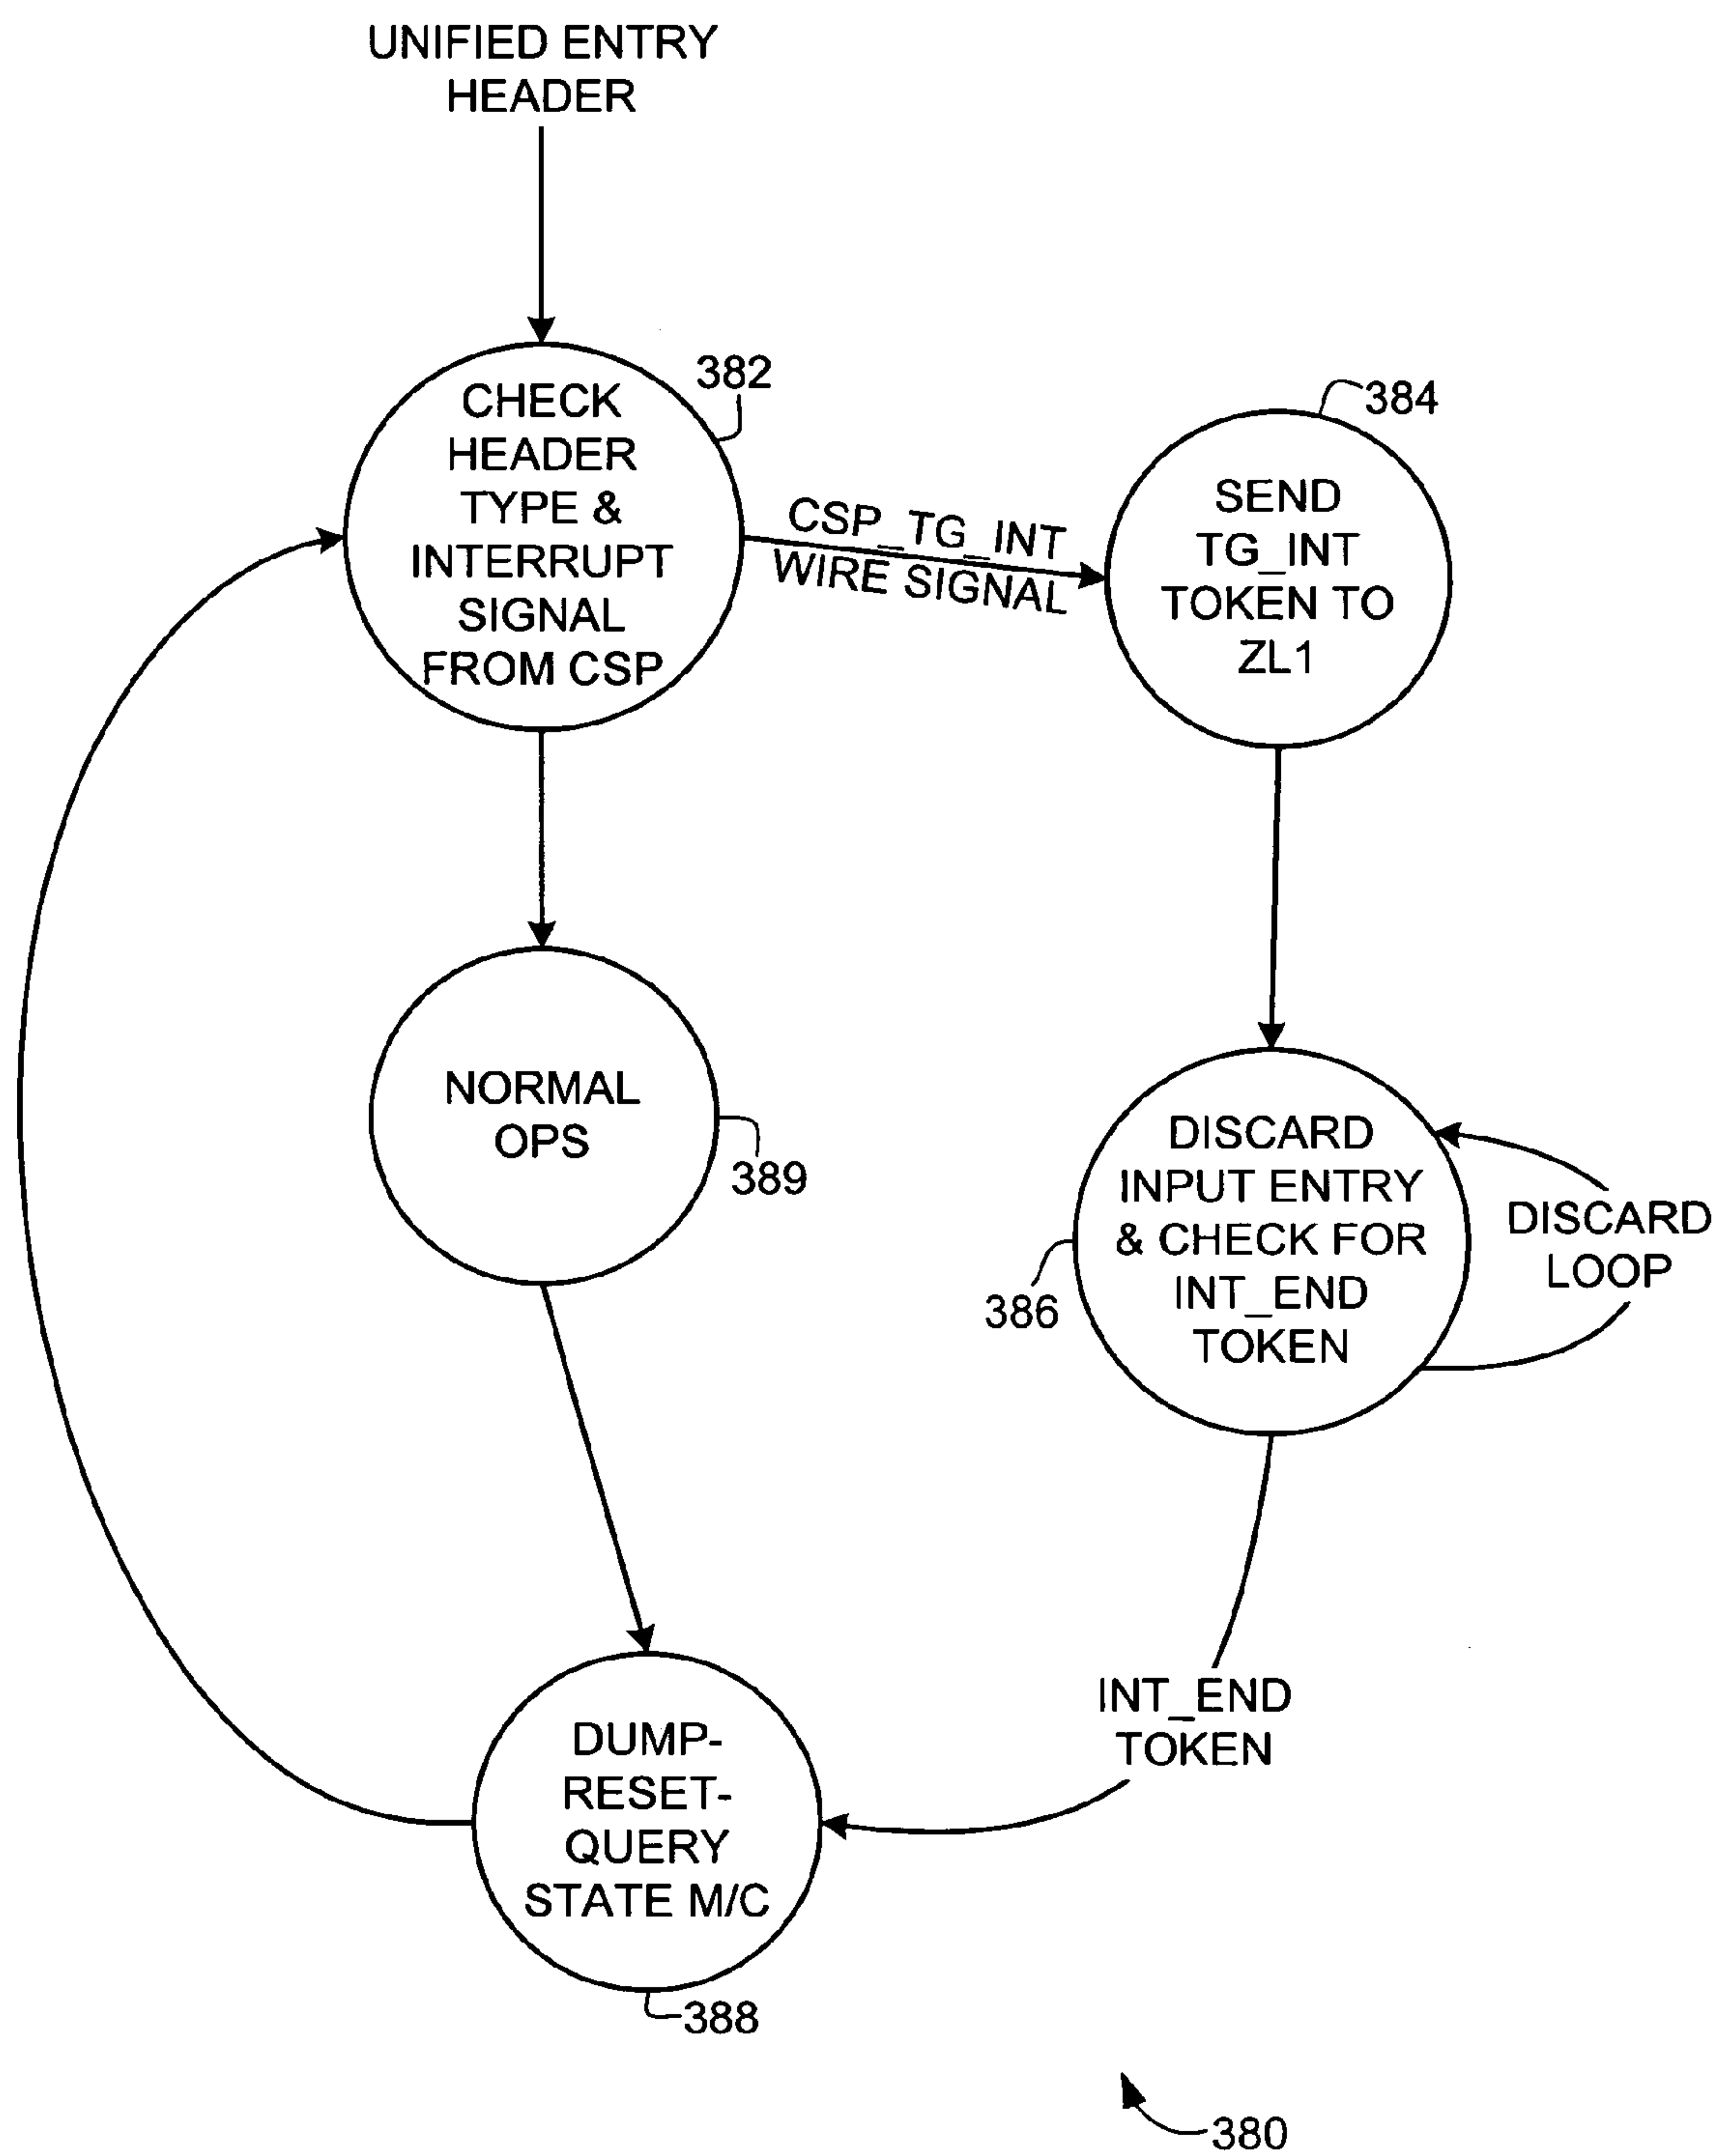 UNIFIED ENTRY
HEADER
382
CHECK
HEADER
TYPE &
INTERRUPT
SIGNAL
FROM CSP
CSP_TG_INT
WIRE SIGNAL
384
SEND
TG_INT
TOKEN TO
ZL1
NORMAL
OPS
389
DISCARD
INPUT ENTRY
& CHECK FOR
INT_END
TOKEN
386
DISCARD
LOOP
INT_END
TOKEN
DUMP-
RESET-
QUERY
STATE M/C
388
380